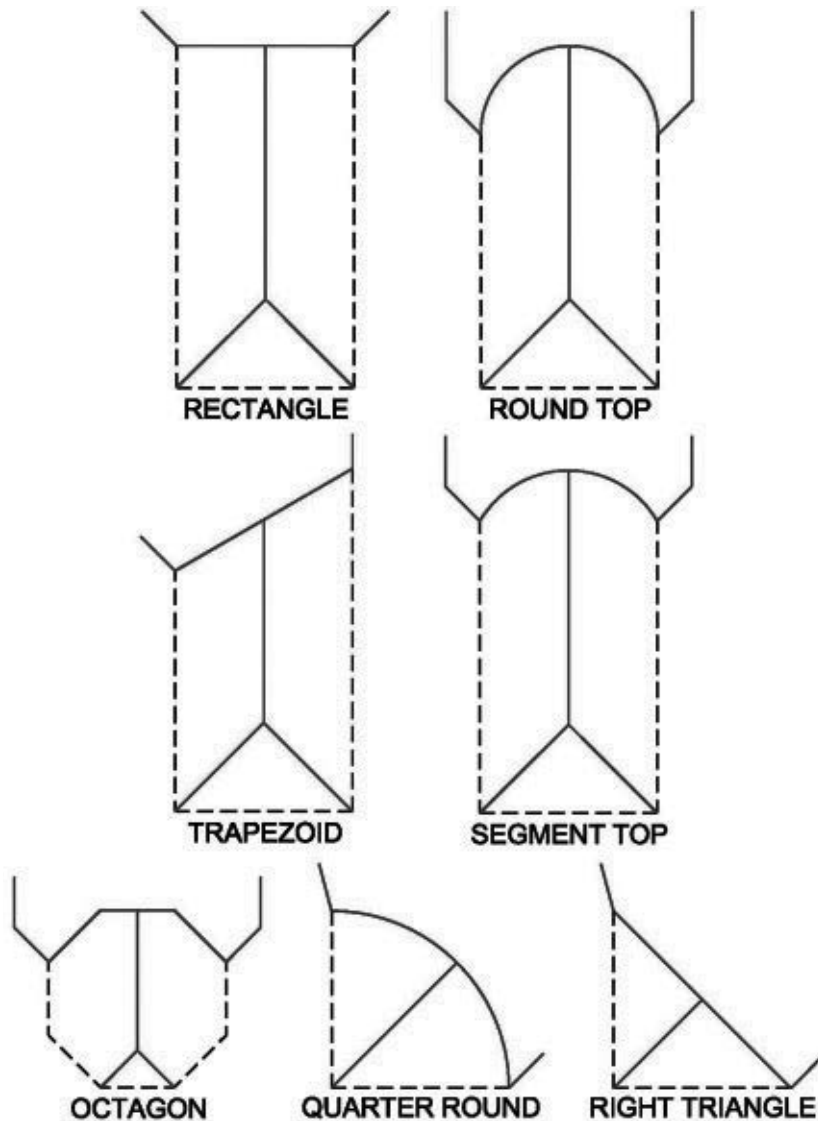 RECTANGLE
ROUND TOP
TRAPEZOID
SEGMENT TOP
OCTAGON
QUARTER ROUND
RIGHT TRIANGLE